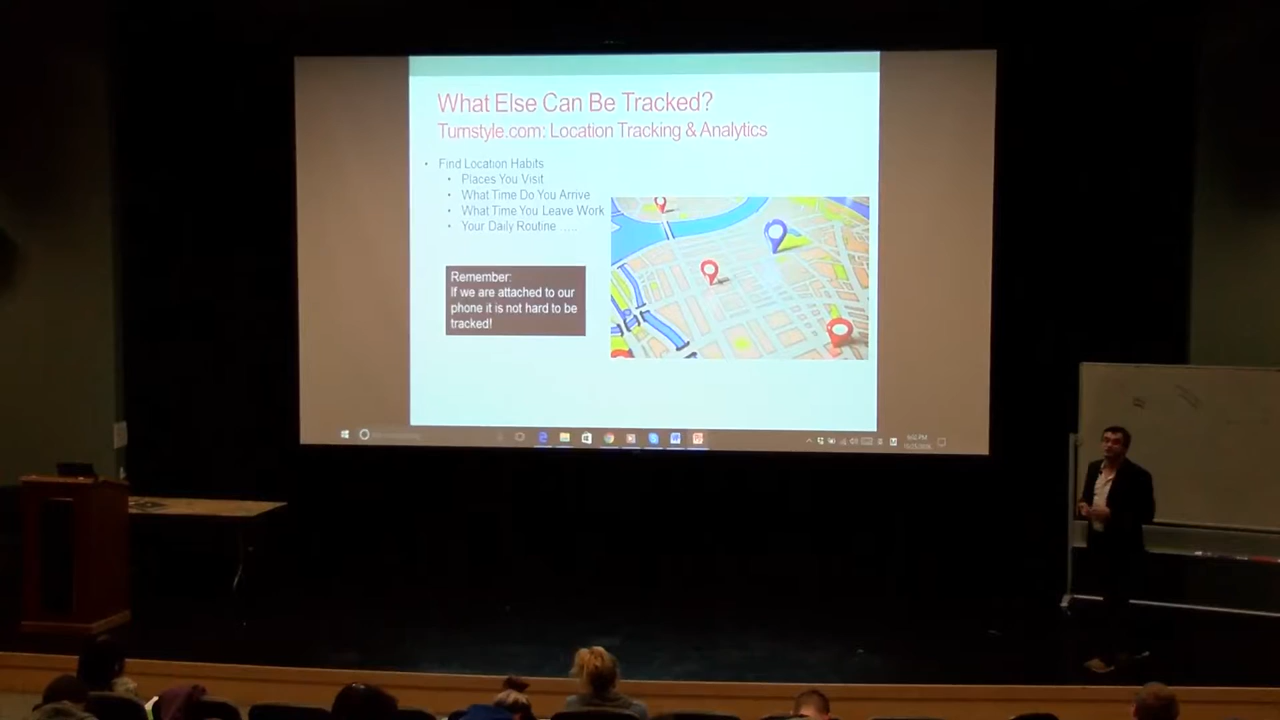 What Else Can Be Tracked?
Turnstyle.com: Location Tracking & Analytics
• Find Location Habits
• Places You Visit
• What Time Do You Arrive
• What Time You Leave Work
• Your Daily Routine .....
Remember:
If we are attached to our
phone it is not hard to be
tracked!